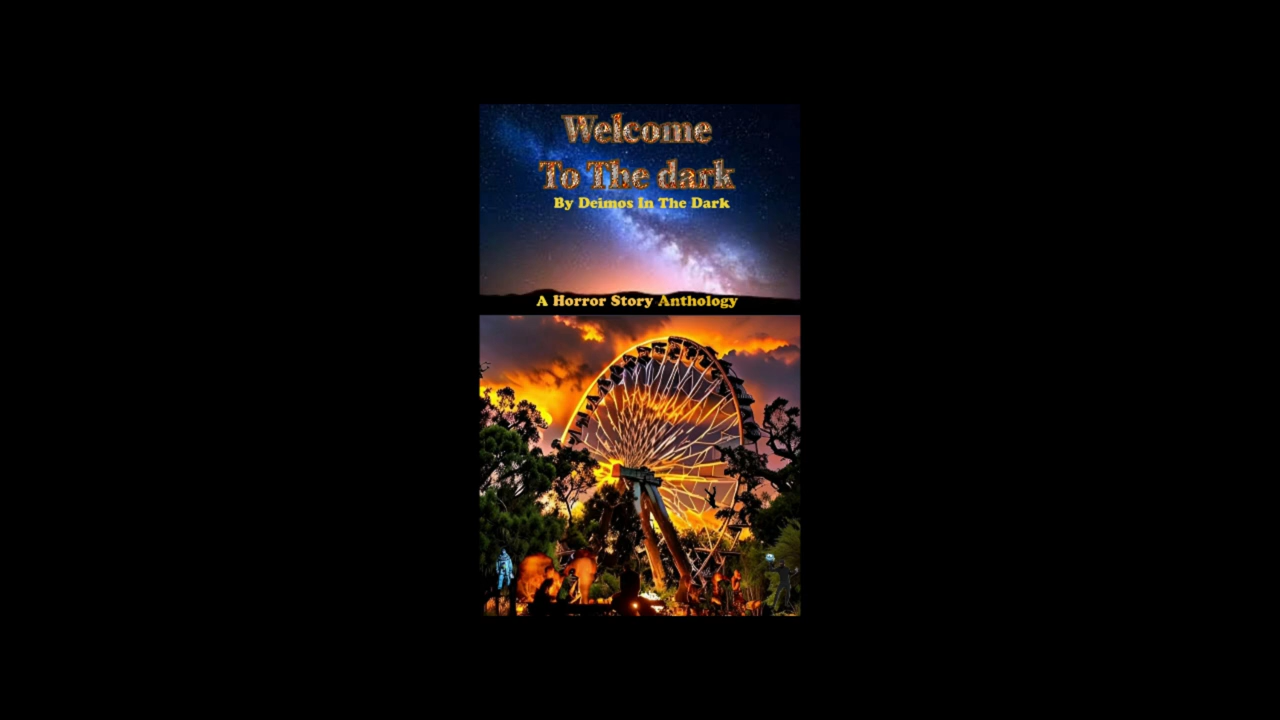 Welcome
To The dark
By Deimos In The Dark
A Horror Story Anthology